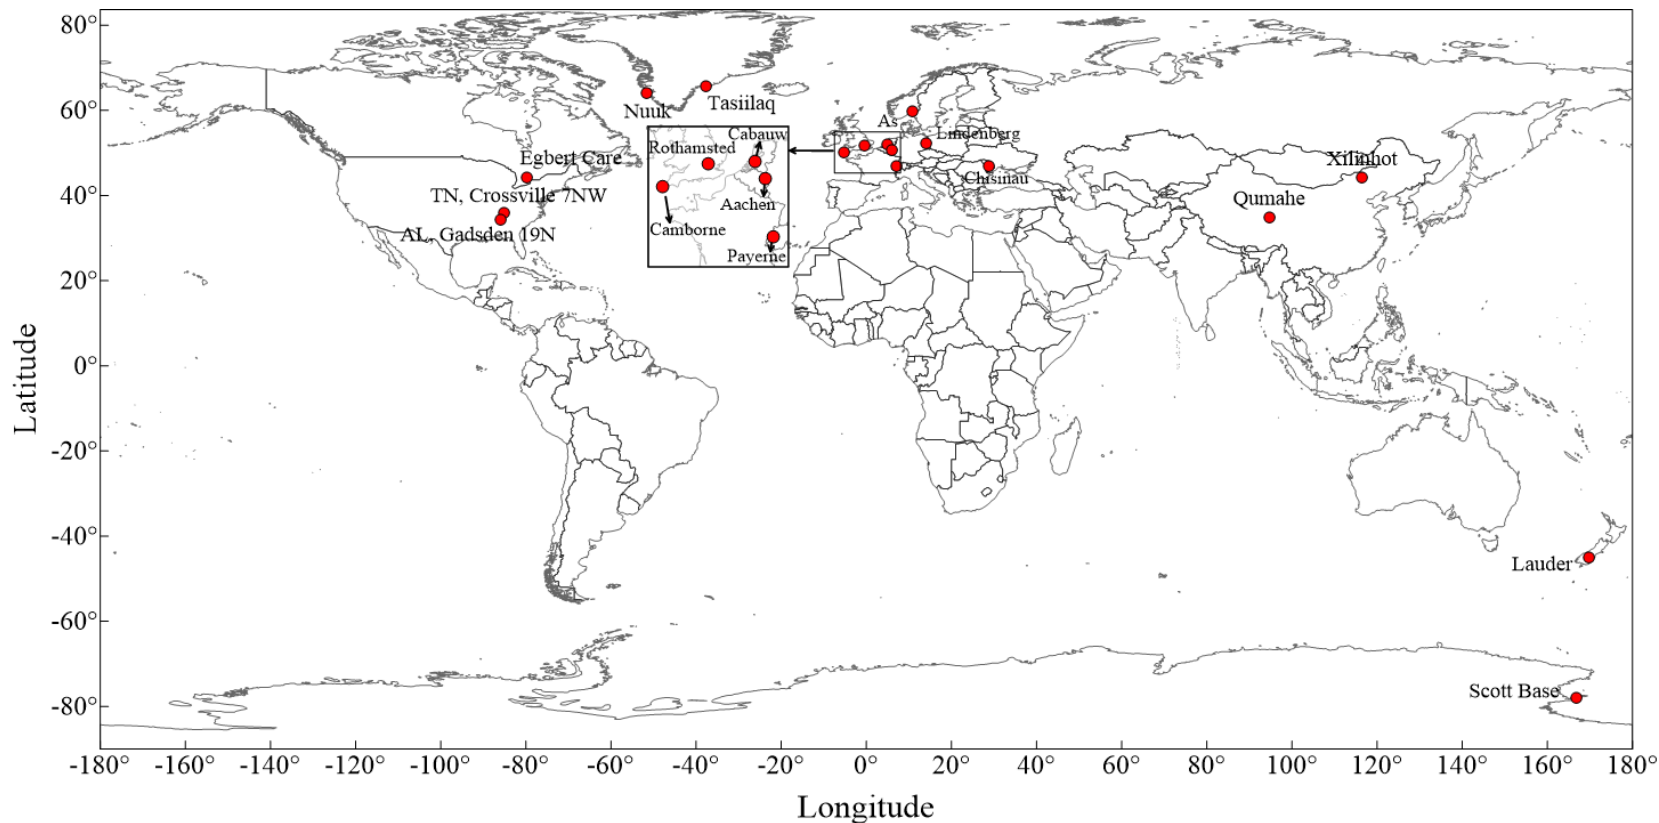 80°
60°
40°
20°
0°
-20°
-40°
-60°
-80°
Latitude
Nuuk
Tasiilaq
As
Cabauw
Rothamsted
Lindenberg
Egbert Care
Xilinhot
Chisinau
TN, Crossville 7NW
Qumahe
Aachen
AL, Gadsden 19N
Camborne
Payerne
Lauder
Scott Base
-180° -160° -140° -120° -100° -80° -60° -40° -20° 0° 20° 40° 60° 80° 100° 120° 140° 160° 180°
Longitude